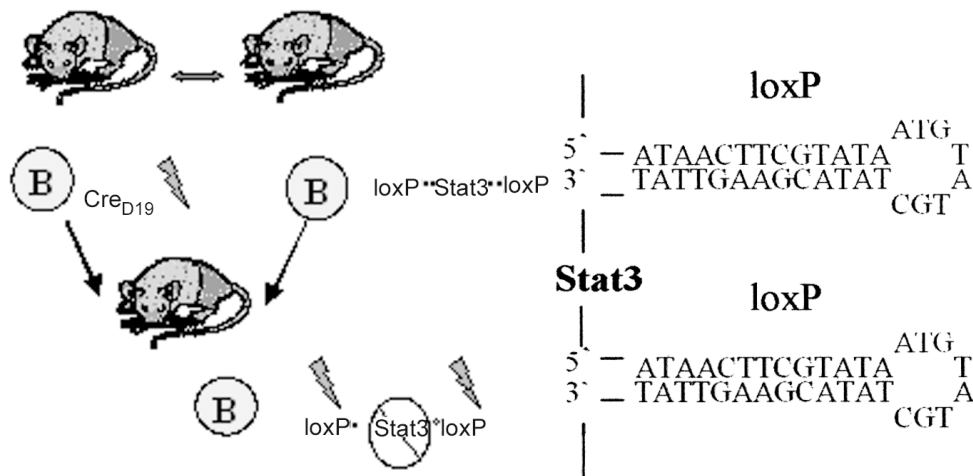 B
Cre D19
B
loxP··Stat3··loxP
B
loxP· Stat3 loxP
loxP
ATG
5` ATAACTTCGTATA T
3` TATTGAAGCATAT A
CGT
Stat3
loxP
ATG
5` ATAACTTCGTATA T
3` TATTGAAGCATAT A
CGT